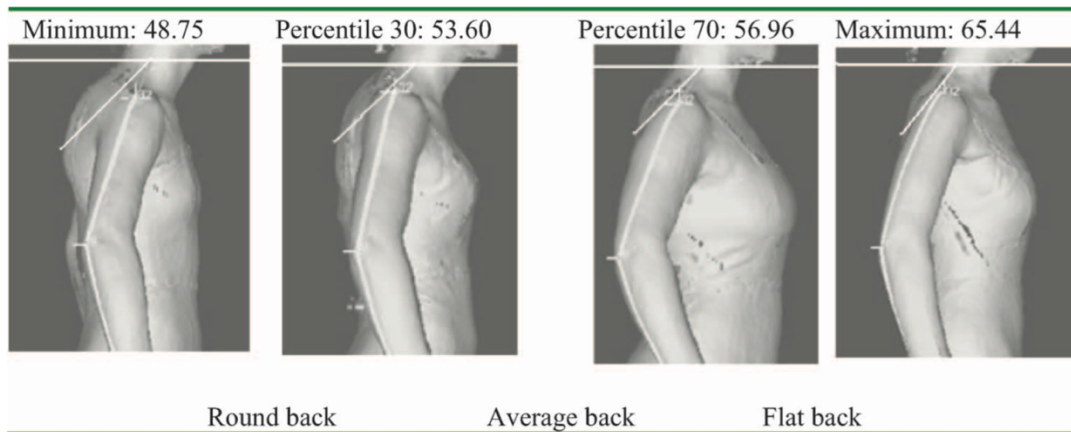 Minimum: 48.75 Percentile 30: 53.60 Percentile 70: 56.96 Maximum: 65.44
Round back Average back Flat back